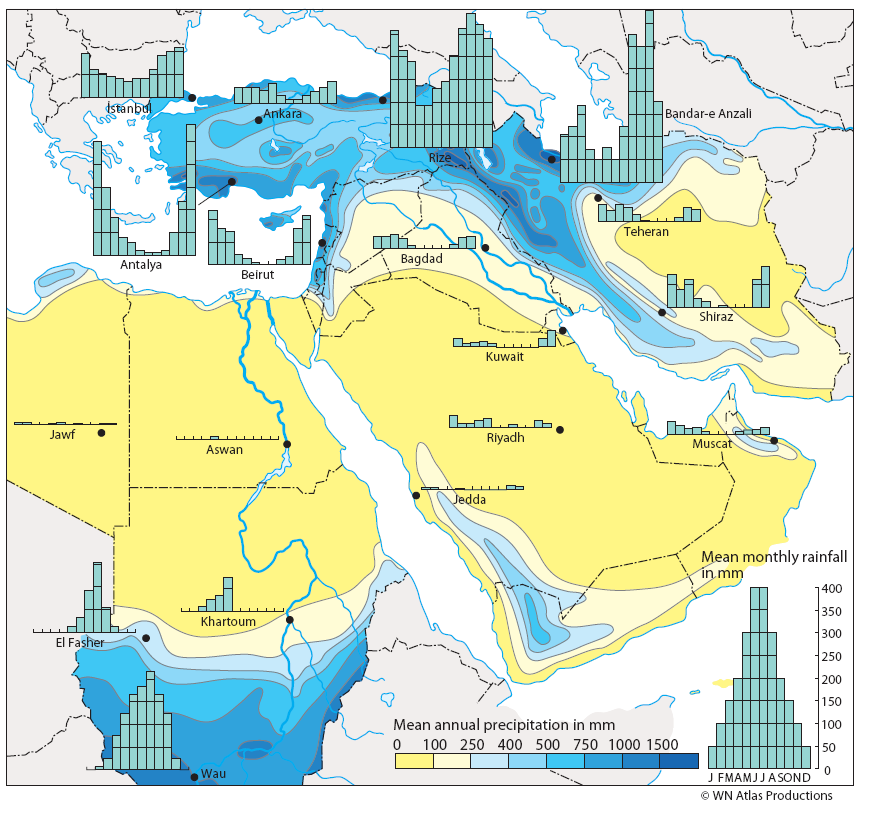 İstanbul
Ankara
Rize
Bandar-e Anzali
Antalya
Beirut
Bagdad
Teheran
Shiraz
Kuwait
Jawf
Aswan
Riyadh
Muscat
Jedda
El Fasher
Khartoum
Wau
Mean monthly rainfall
in mm
400
350
300
250
200
150
100
50
0
J F M A M J J A S O N D
Mean annual precipitation in mm
0 100 250 400 500 750 1000 1500
© WN Atlas Productions